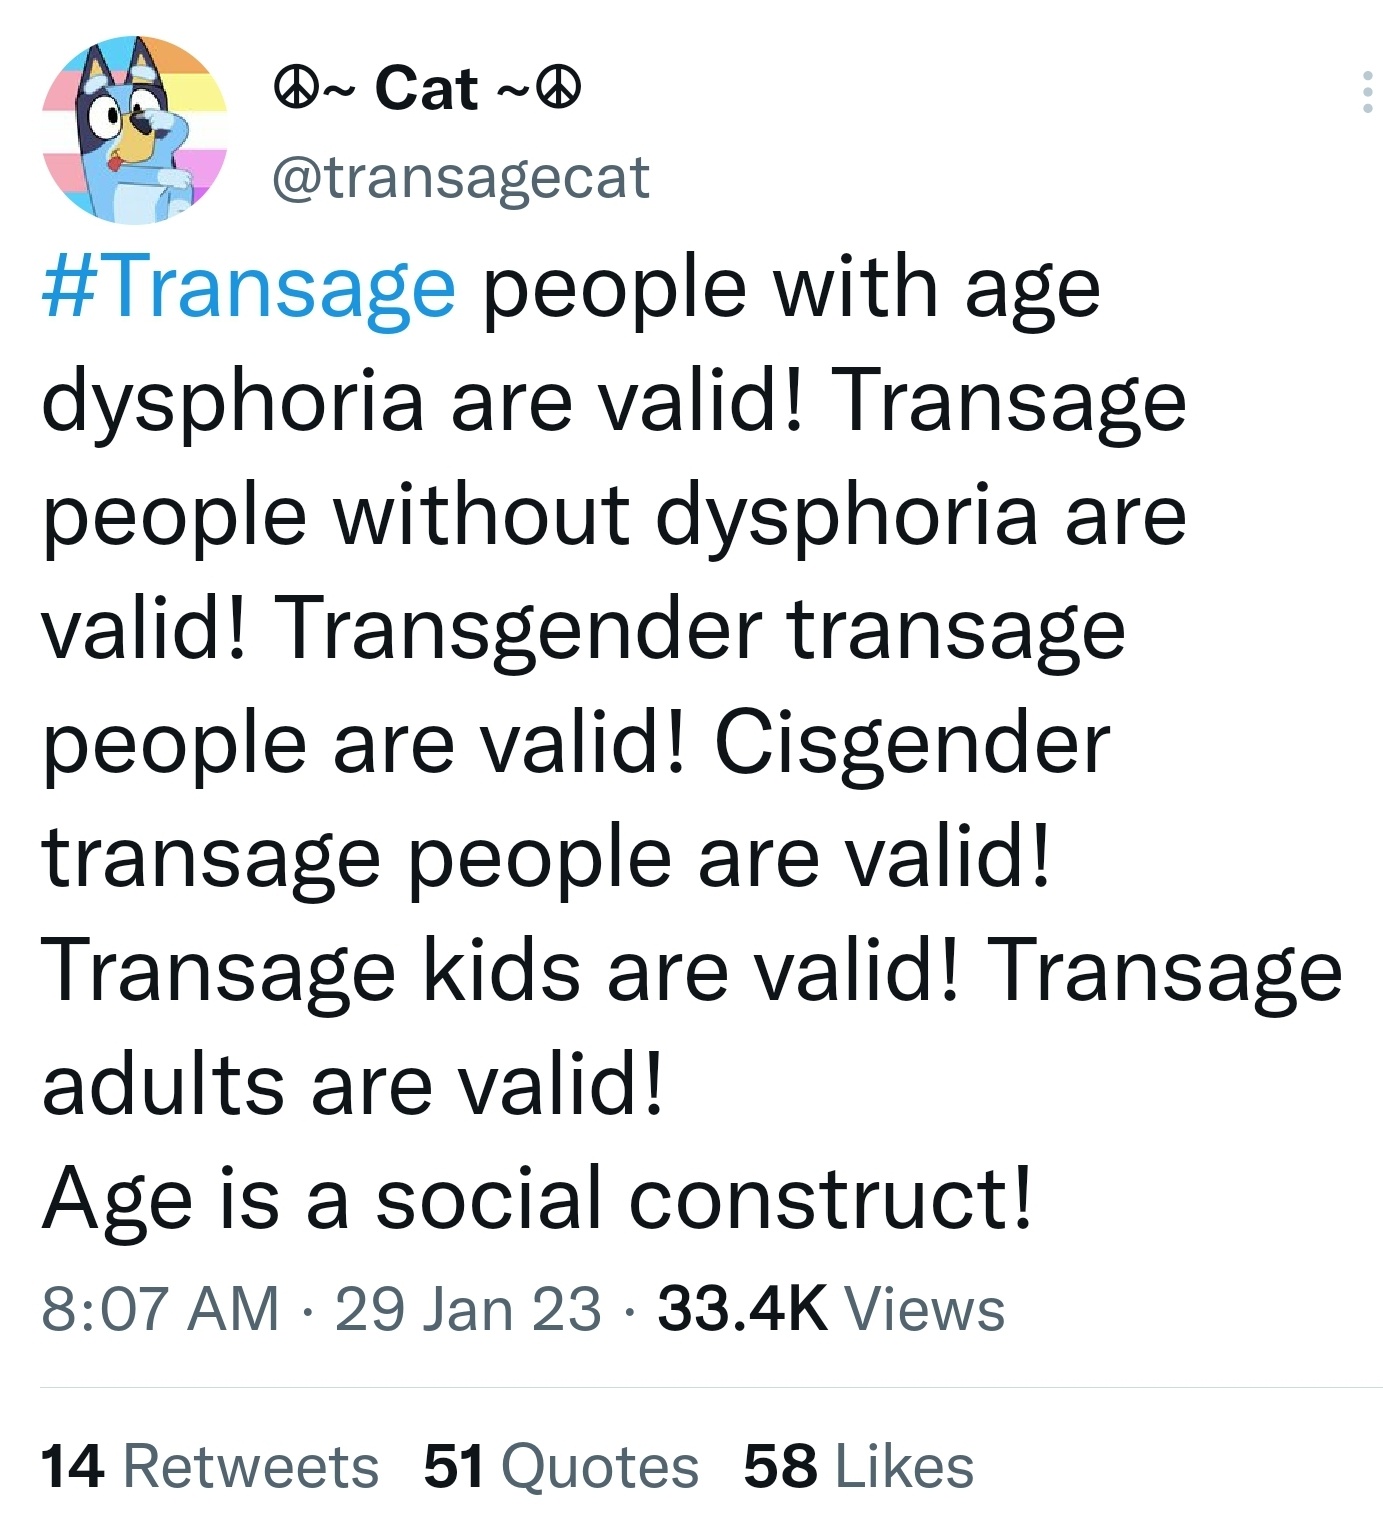 ☮~ Cat ~☮
@transagecat
#Transage people with age
dysphoria are valid! Transage
people without dysphoria are
valid! Transgender transage
people are valid! Cisgender
transage people are valid!
Transage kids are valid! Transage
adults are valid!
Age is a social construct!
8:07 AM · 29 Jan 23 · 33.4K Views
14 Retweets 51 Quotes 58 Likes